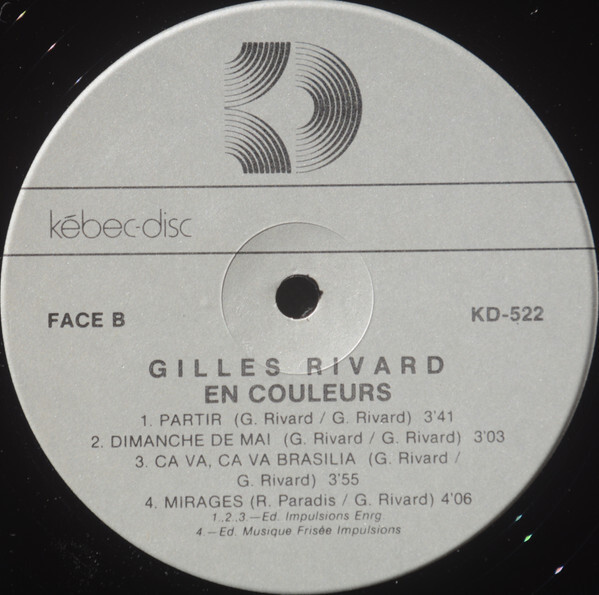 kébec-disc
FACE B
KD-522
GILLES RIVARD
EN COULEURS
1. PARTIR (G. Rivard / G. Rivard) 3'41
2. DIMANCHE DE MAI (G. Rivard / G. Rivard) 3'03
3. CA VA, CA VA BRASILIA (G. Rivard /
G. Rivard) 3'55
4. MIRAGES (R. Paradis / G. Rivard) 4'06
1..2..3.—Ed. Impulsions Enrg
4.—Ed. Musique Frisée Impulsions